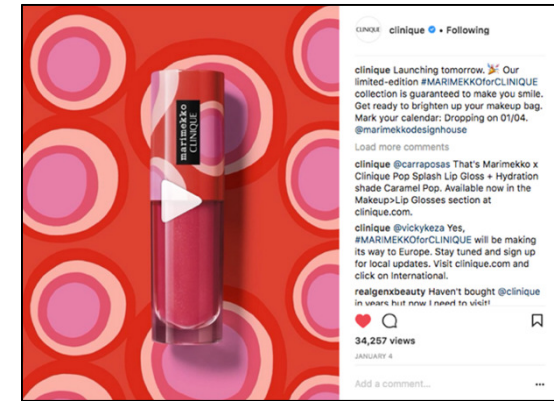 marimekko
CLINIQUE
CLINIQUE
clinique • Following
clinique Launching tomorrow. 🎉 Our
limited-edition #MARIMEKKOforCLINIQUE
collection is guaranteed to make you smile.
Get ready to brighten up your makeup bag.
Mark your calendar: Dropping on 01/04.
@marimekkodesignhouse
Load more comments
clinique @carraposas That's Marimekko x
Clinique Pop Splash Lip Gloss + Hydration
shade Caramel Pop. Available now in the
Makeup>Lip Glosses section at
clinique.com.
clinique @vickykeza Yes,
#MARIMEKKOforCLINIQUE will be making
its way to Europe. Stay tuned and sign up
for local updates. Visit clinique.com and
click on International.
realgenxbeauty Haven't bought @clinique
in years but now I need to visit!
34,257 views
JANUARY 4
Add a comment...